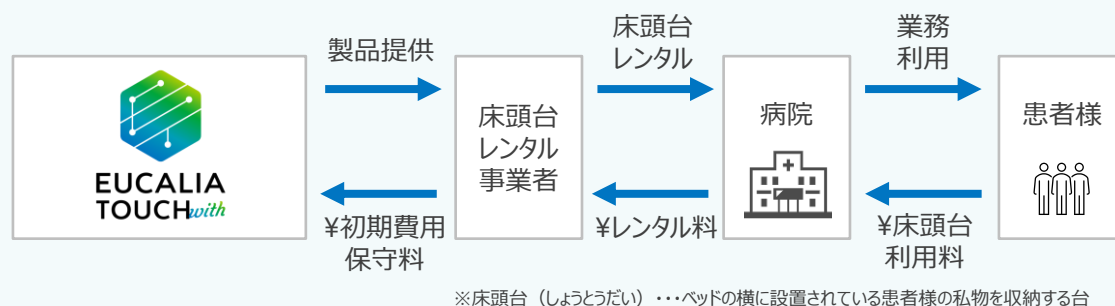 製品提供
床頭台
レンタル
業務
利用
EUCALIA
TOUCH with
床頭台
レンタル
事業者
病院
患者様
¥初期費用
保守料
¥レンタル料
¥床頭台
利用料
※床頭台（しょうとうだい）・・・ベッドの横に設置されている患者様の私物を収納する台